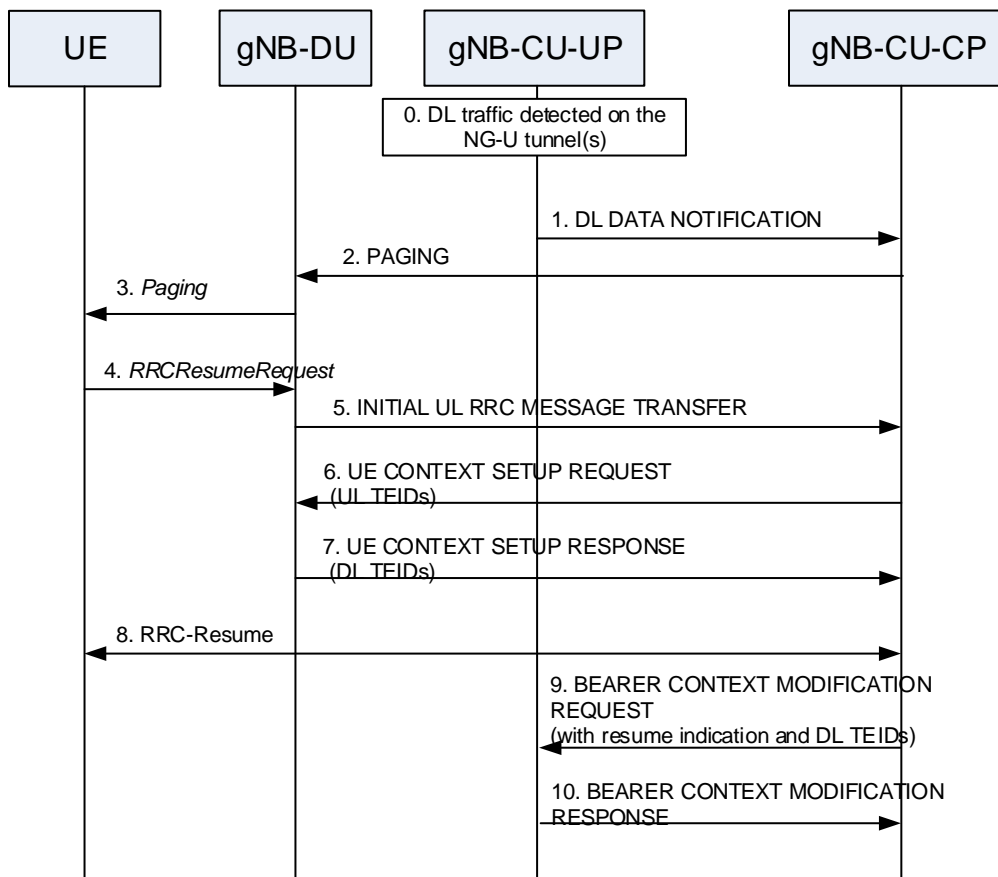 UE
gNB-DU
gNB-CU-UP
gNB-CU-CP
0. DL traffic detected on the
NG-U tunnel(s)
1. DL DATA NOTIFICATION
2. PAGING
3. Paging
4. RRCResumeRequest
5. INITIAL UL RRC MESSAGE TRANSFER
6. UE CONTEXT SETUP REQUEST
(UL TEIDs)
7. UE CONTEXT SETUP RESPONSE
(DL TEIDs)
8. RRC-Resume
9. BEARER CONTEXT MODIFICATION
REQUEST
(with resume indication and DL TEIDs)
10. BEARER CONTEXT MODIFICATION
RESPONSE